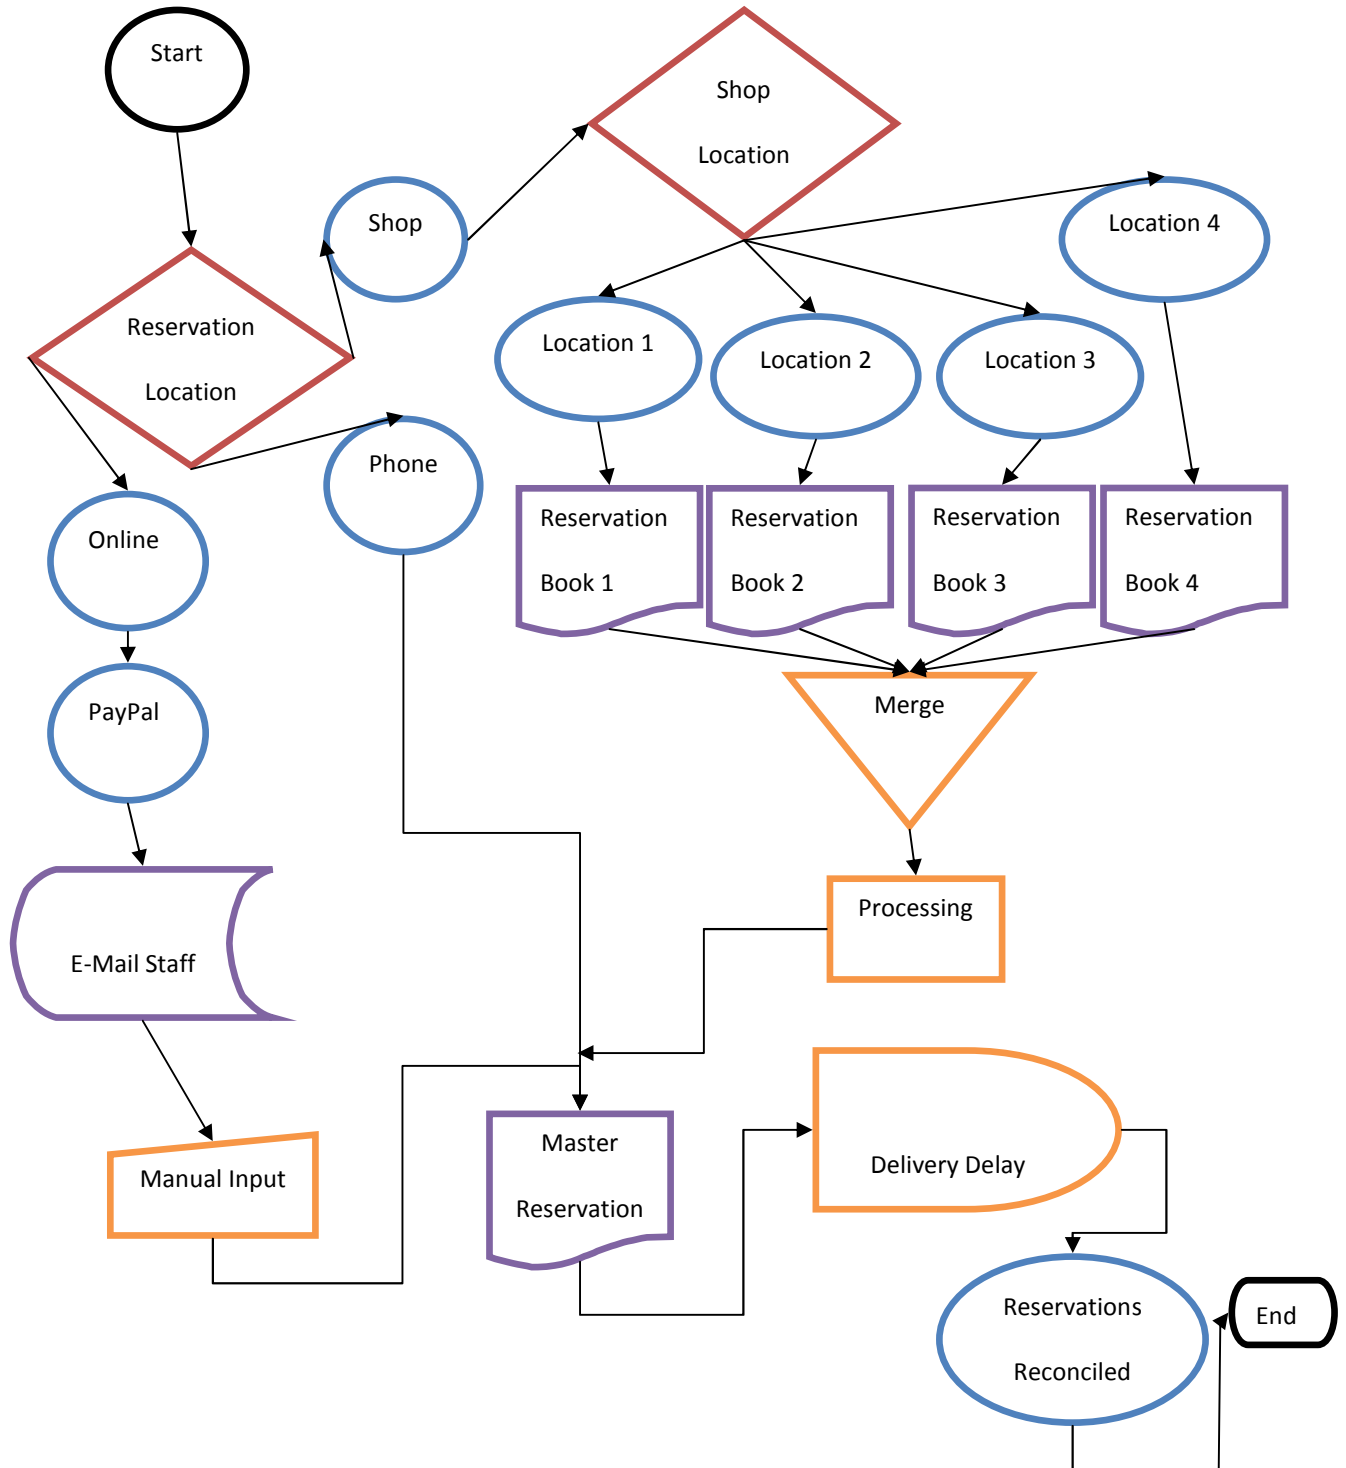 Start
Shop
Location
Shop
Location 4
Reservation
Location
Location 1
Location 2
Location 3
Phone
Online
Reservation
Book 1
Reservation
Book 2
Reservation
Book 3
Reservation
Book 4
PayPal
Merge
E-Mail Staff
Processing
Manual Input
Master
Reservation
Delivery Delay
Reservations
Reconciled
End